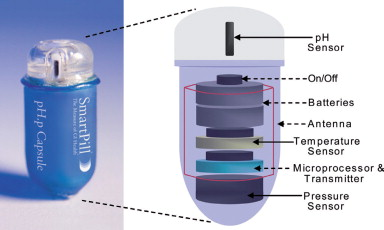 SmartPill
pH.p Capsule
pH
Sensor
On/Off
Batteries
Antenna
Temperature
Sensor
Microprocessor &
Transmitter
Pressure
Sensor